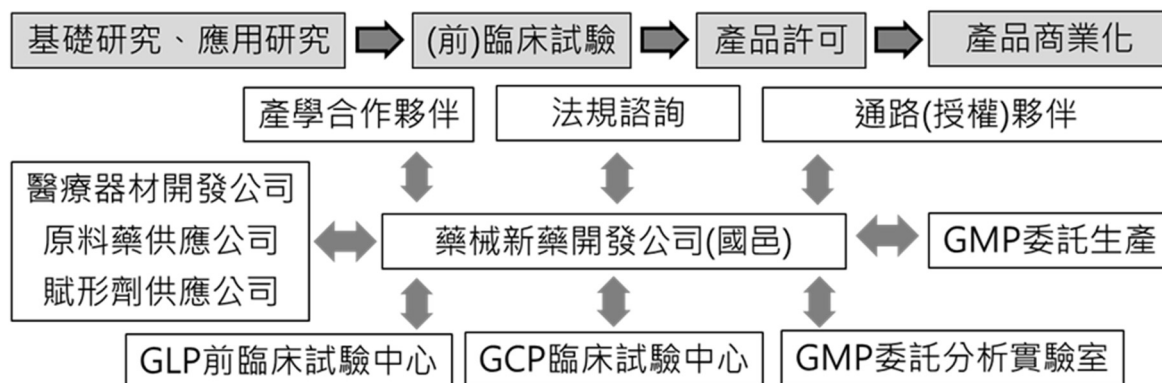 基礎研究、應用研究
(前)臨床試驗
產品許可
產品商業化
產學合作夥伴
法規諮詢
通路(授權)夥伴
醫療器材開發公司
原料藥供應公司
賦形劑供應公司
藥械新藥開發公司(國邑)
GMP委託生產
GLP前臨床試驗中心
GCP臨床試驗中心
GMP委託分析實驗室